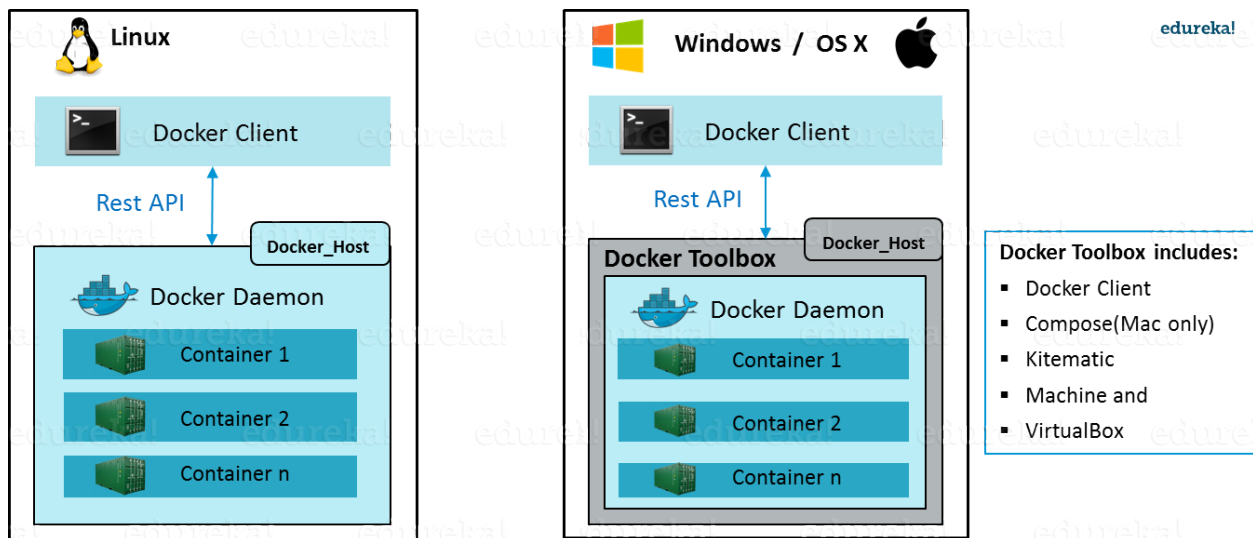 Linux
>_
Docker Client
Rest API
Docker_Host
Docker Daemon
Container 1
Container 2
Container n
Windows / OS X
>_
Docker Client
Rest API
Docker_Host
Docker Toolbox
Docker Daemon
Container 1
Container 2
Container n
edureka!
Docker Toolbox includes:
▪ Docker Client
▪ Compose(Mac only)
▪ Kitematic
▪ Machine and
▪ VirtualBox